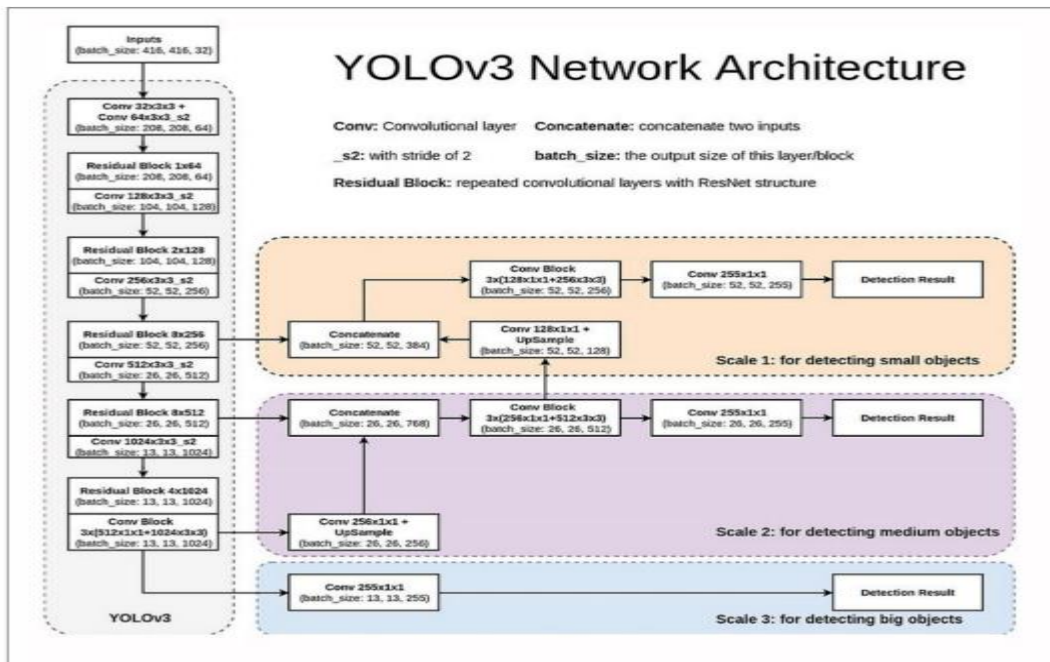 Inputs
(batch_size: 416, 416, 32)
YOLOv3 Network Architecture
Conv: Convolutional layer Concatenate: concatenate two inputs
_s2: with stride of 2 batch_size: the output size of this layer/block
Residual Block: repeated convolutional layers with ResNet structure
Conv 32x3x3 +
Conv 64x3x3_s2
(batch_size: 208, 208, 64)
Residual Block 1x64
(batch_size: 208, 208, 64)
Conv 128x3x3_s2
(batch_size: 104, 104, 128)
Residual Block 2x128
(batch_size: 104, 104, 128)
Conv 256x3x3_s2
(batch_size: 52, 52, 256)
Residual Block 8x256
(batch_size: 52, 52, 256)
Conv 512x3x3_s2
(batch_size: 26, 26, 512)
Residual Block 8x512
(batch_size: 26, 26, 512)
Conv 1024x3x3_s2
(batch_size: 13, 13, 1024)
Residual Block 4x1024
(batch_size: 13, 13, 1024)
Conv Block
3x(512x1x1+1024x3x3)
(batch_size: 13, 13, 1024)
YOLOv3
Conv Block
3x(128x1x1+256x3x3)
(batch_size: 52, 52, 256)
Conv 255x1x1
(batch_size: 52, 52, 255)
Detection Result
Concatenate
(batch_size: 52, 52, 384)
Conv 128x1x1 +
UpSample
(batch_size: 52, 52, 128)
Scale 1: for detecting small objects
Concatenate
(batch_size: 26, 26, 768)
Conv Block
3x(256x1x1+512x3x3)
(batch_size: 26, 26, 512)
Conv 255x1x1
(batch_size: 26, 26, 255)
Detection Result
Conv 256x1x1 +
UpSample
(batch_size: 26, 26, 256)
Scale 2: for detecting medium objects
Conv 255x1x1
(batch_size: 13, 13, 255)
Detection Result
Scale 3: for detecting big objects